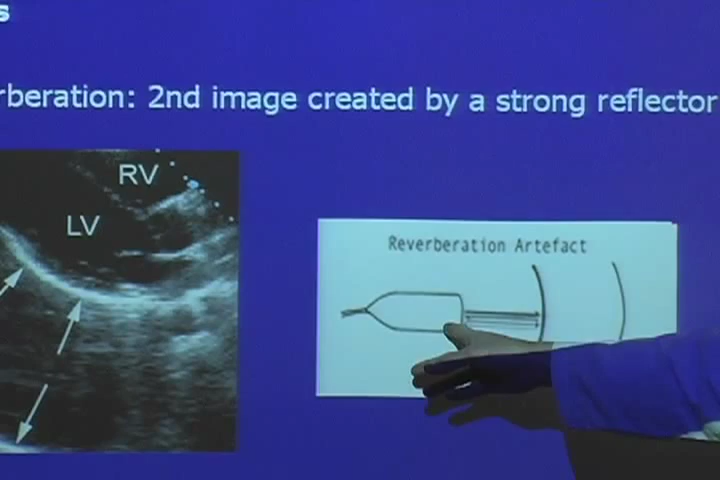 s
rberation: 2nd image created by a strong reflector
RV
LV
Reverberation Artefact